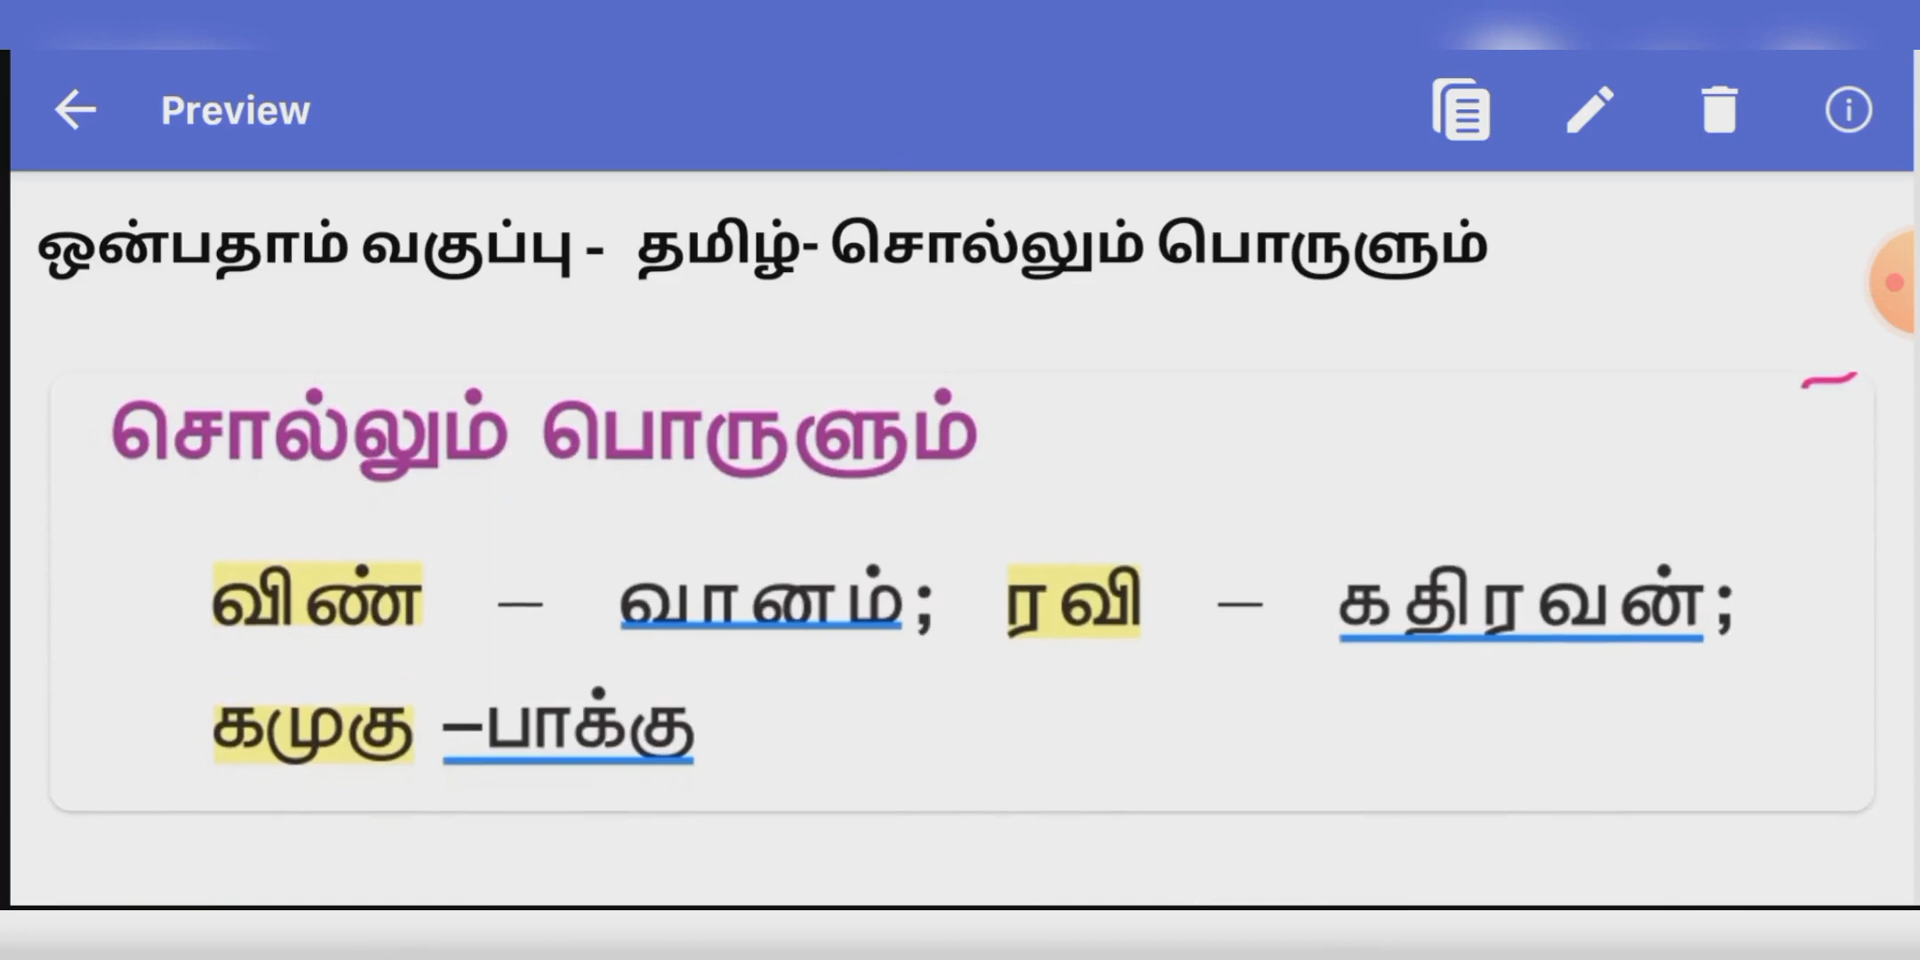 Preview
ஒன்பதாம் வகுப்பு - தமிழ்- சொல்லும் பொருளும்
சொல்லும் பொருளும்
விண் – வானம்; ரவி – கதிரவன்;
கமுகு –பாக்கு